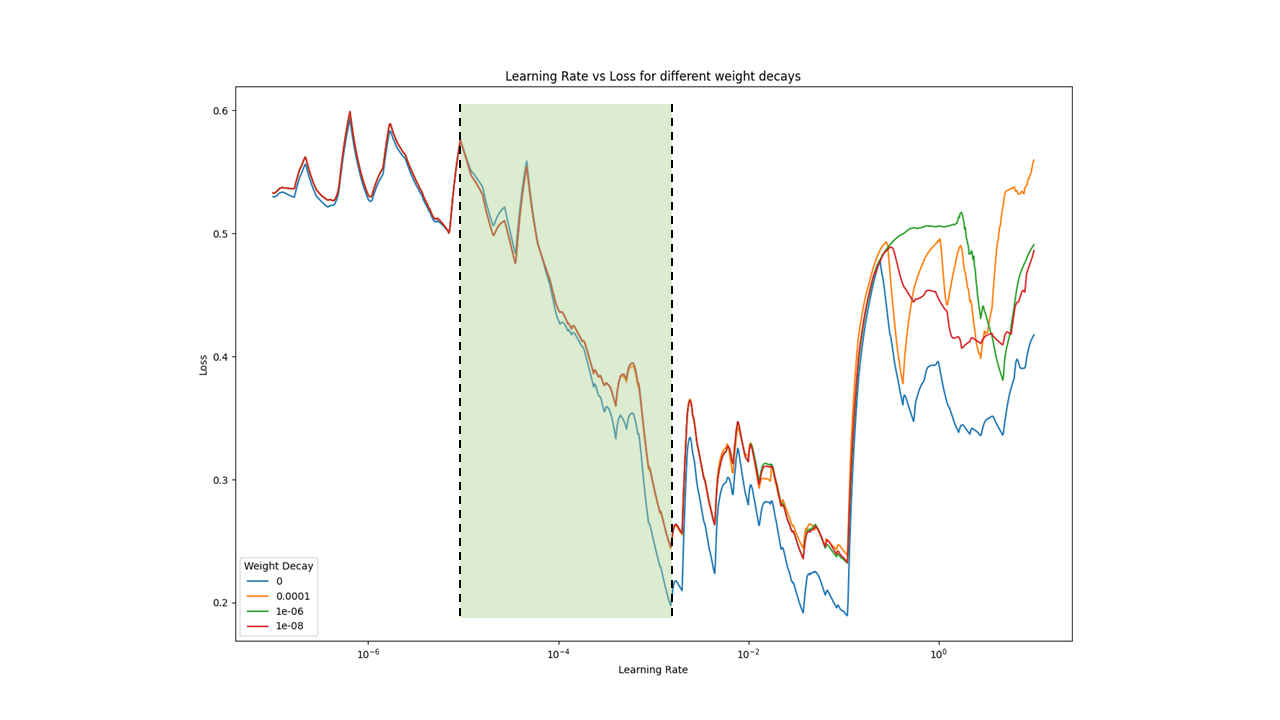 Learning Rate vs Loss for different weight decays
0.6
0.5
0.4
0.3
0.2
Loss
Weight Decay
0
0.0001
1e-06
1e-08
10⁻⁶
10⁻⁴
10⁻²
10⁰
Learning Rate